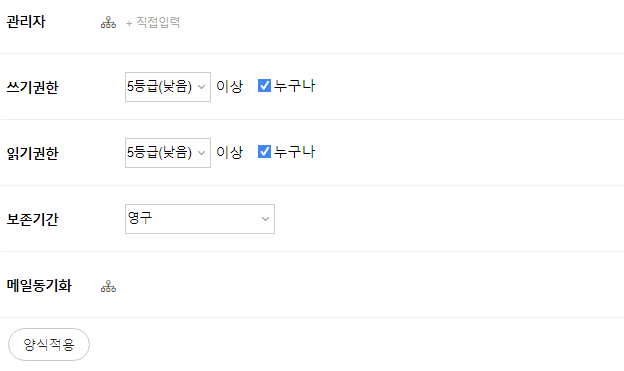 관리자 + 직접입력
쓰기권한 5등급(낮음) 이상 누구나
읽기권한 5등급(낮음) 이상 누구나
보존기간 영구
메일동기화
양식적용